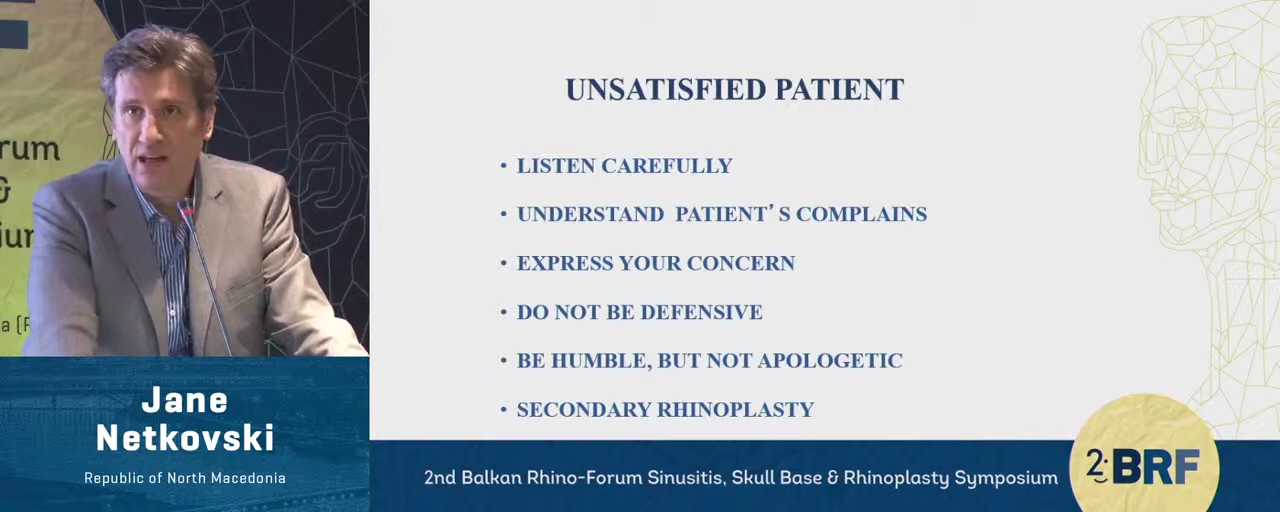 rum
&
a (
UNSATISFIED PATIENT
• LISTEN CAREFULLY
• UNDERSTAND PATIENT'S COMPLAINS
• EXPRESS YOUR CONCERN
• DO NOT BE DEFENSIVE
• BE HUMBLE, BUT NOT APOLOGETIC
• SECONDARY RHINOPLASTY
Jane
Netkovski
Republic of North Macedonia
2nd Balkan Rhino-Forum Sinusitis, Skull Base & Rhinoplasty Symposium
2. BRF